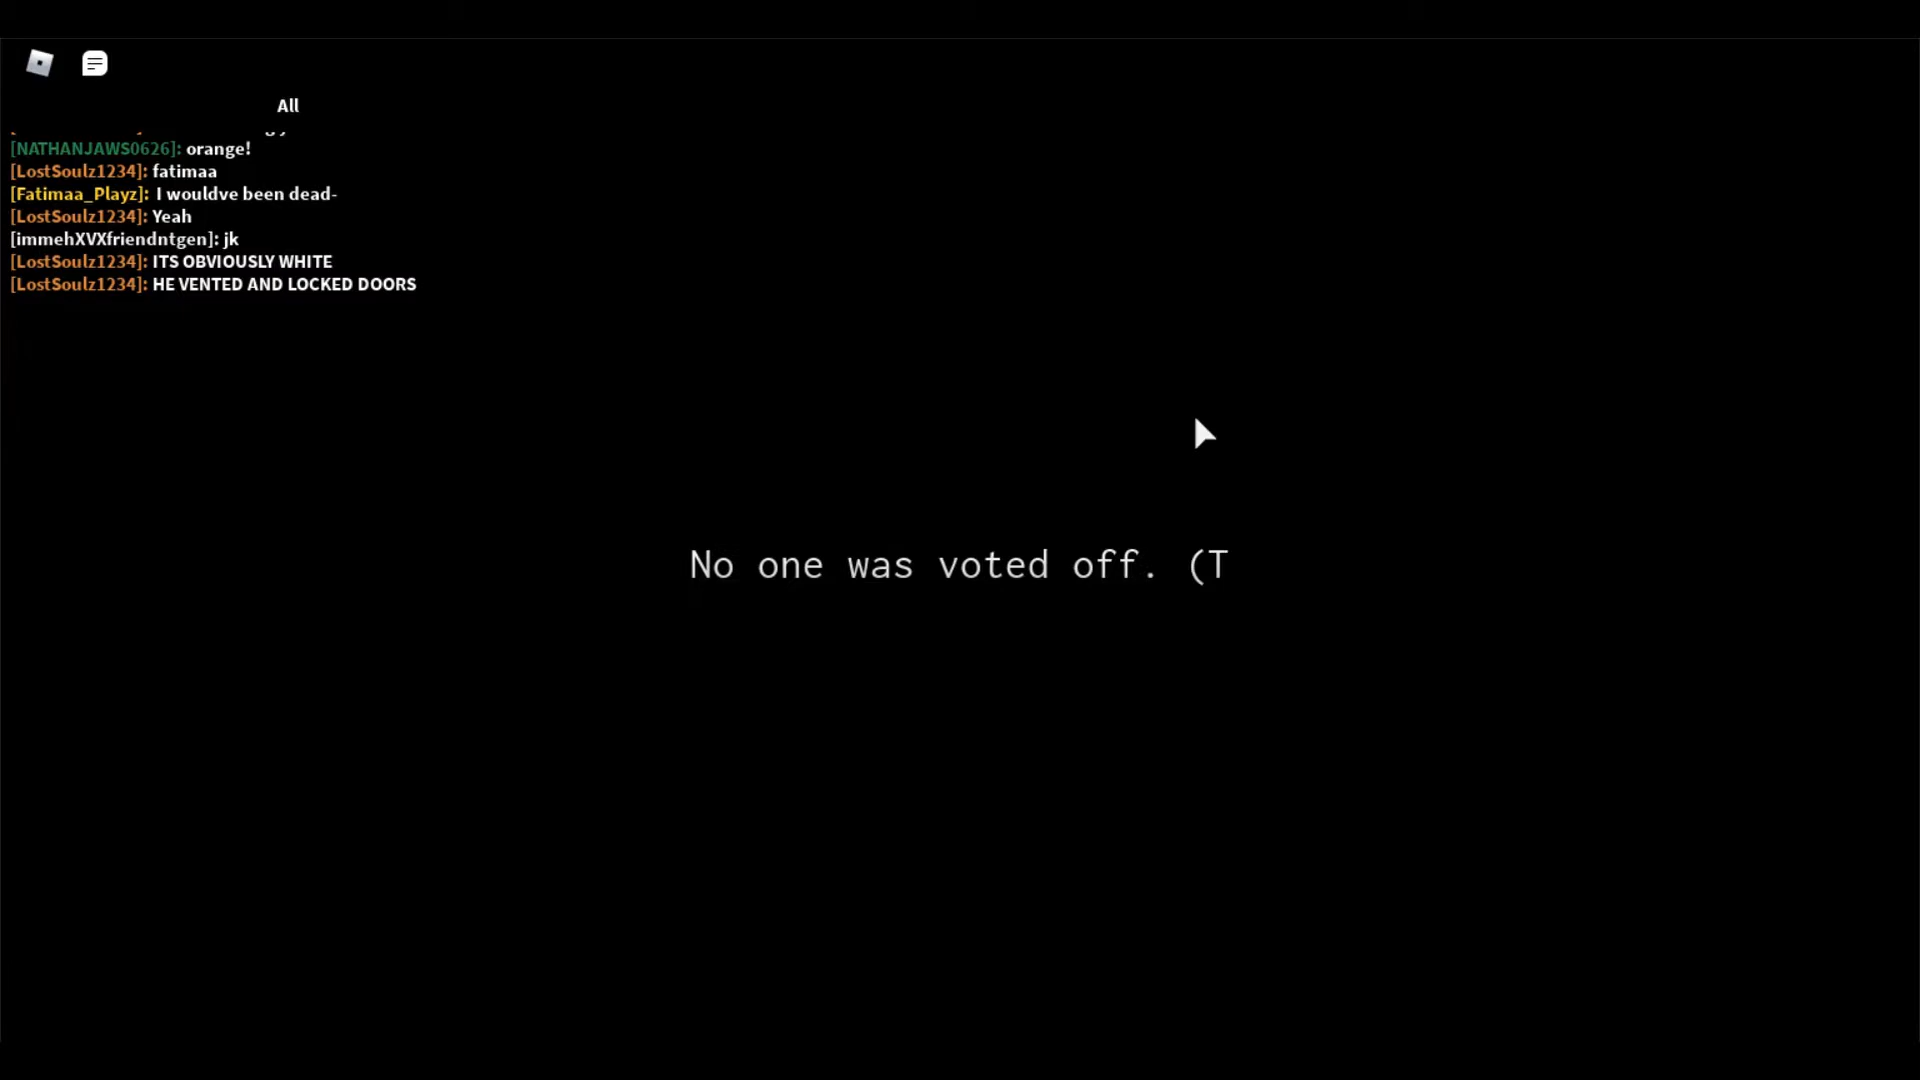 All
[NATHANJAWS0626]: orange!
[LostSoulz1234]: fatimaa
[Fatimaa_Playz]: I wouldve been dead-
[LostSoulz1234]: Yeah
[immehXVXfriendntgen]: jk
[LostSoulz1234]: ITS OBVIOUSLY WHITE
[LostSoulz1234]: HE VENTED AND LOCKED DOORS
No one was voted off. (T